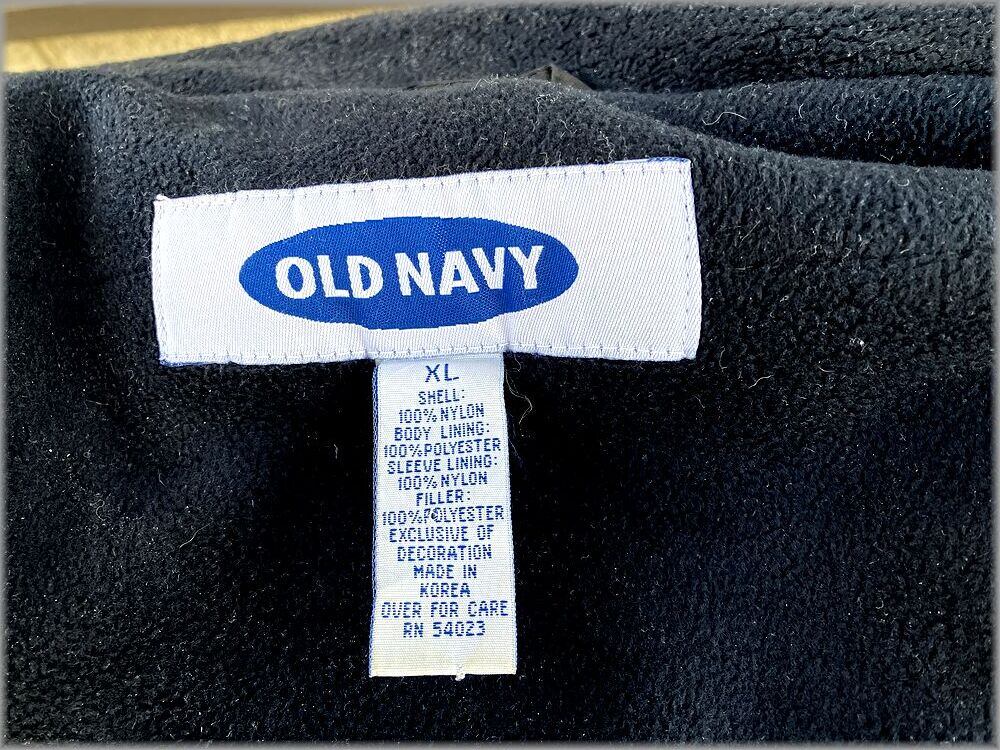 OLD NAVY
XL
SHELL:
100% NYLON
BODY LINING:
100%POLYESTER
SLEEVE LINING:
100% NYLON
FILLER:
100%POLYESTER
EXCLUSIVE OF
DECORATION
MADE IN
KOREA
OVER FOR CARE
RN 54023